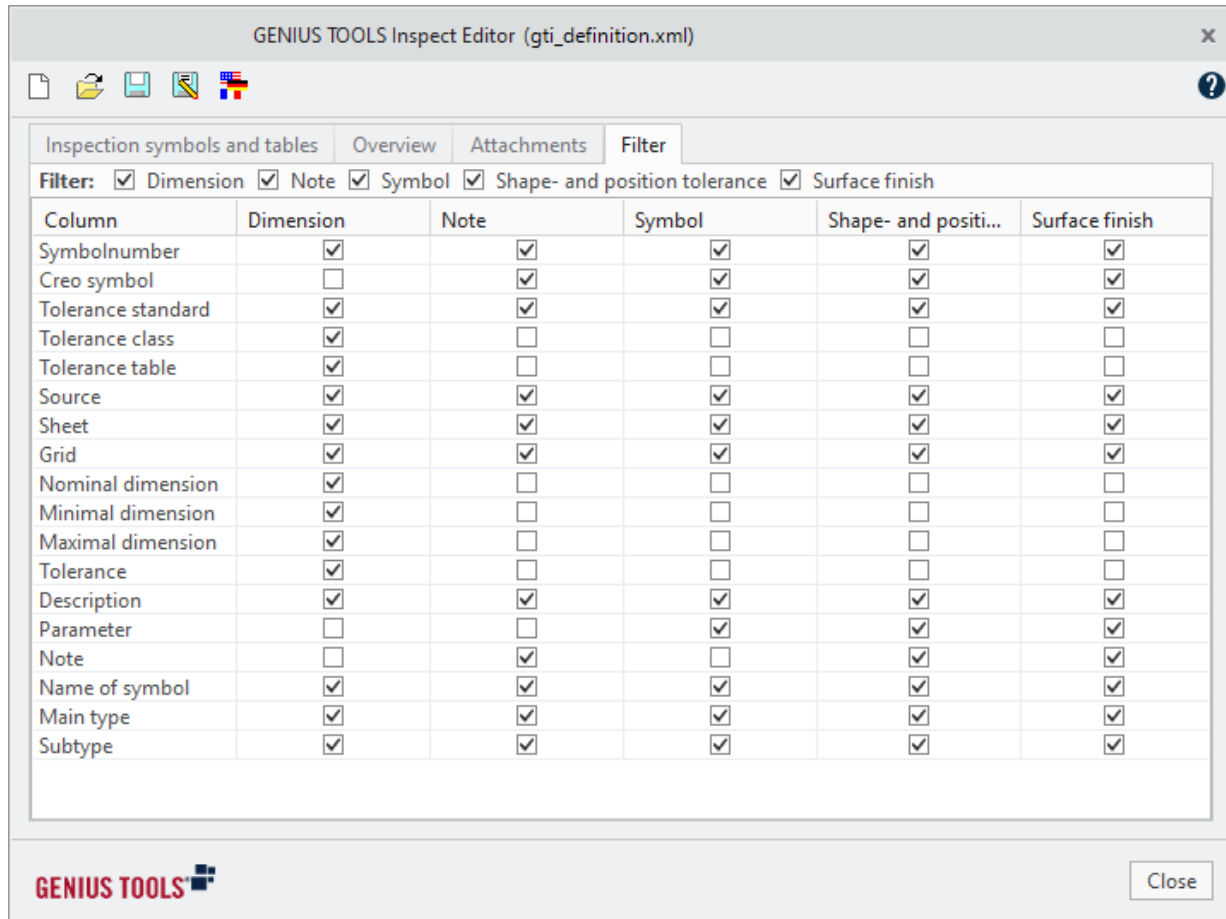 GENIUS TOOLS Inspect Editor (gti_definition.xml)
Inspection symbols and tables Overview Attachments Filter
Filter: Dimension Note Symbol Shape- and position tolerance Surface finish
Column Dimension Note Symbol Shape- and positi... Surface finish
Symbolnumber
Creo symbol
Tolerance standard
Tolerance class
Tolerance table
Source
Sheet
Grid
Nominal dimension
Minimal dimension
Maximal dimension
Tolerance
Description
Parameter
Note
Name of symbol
Main type
Subtype
GENIUS TOOLS Close